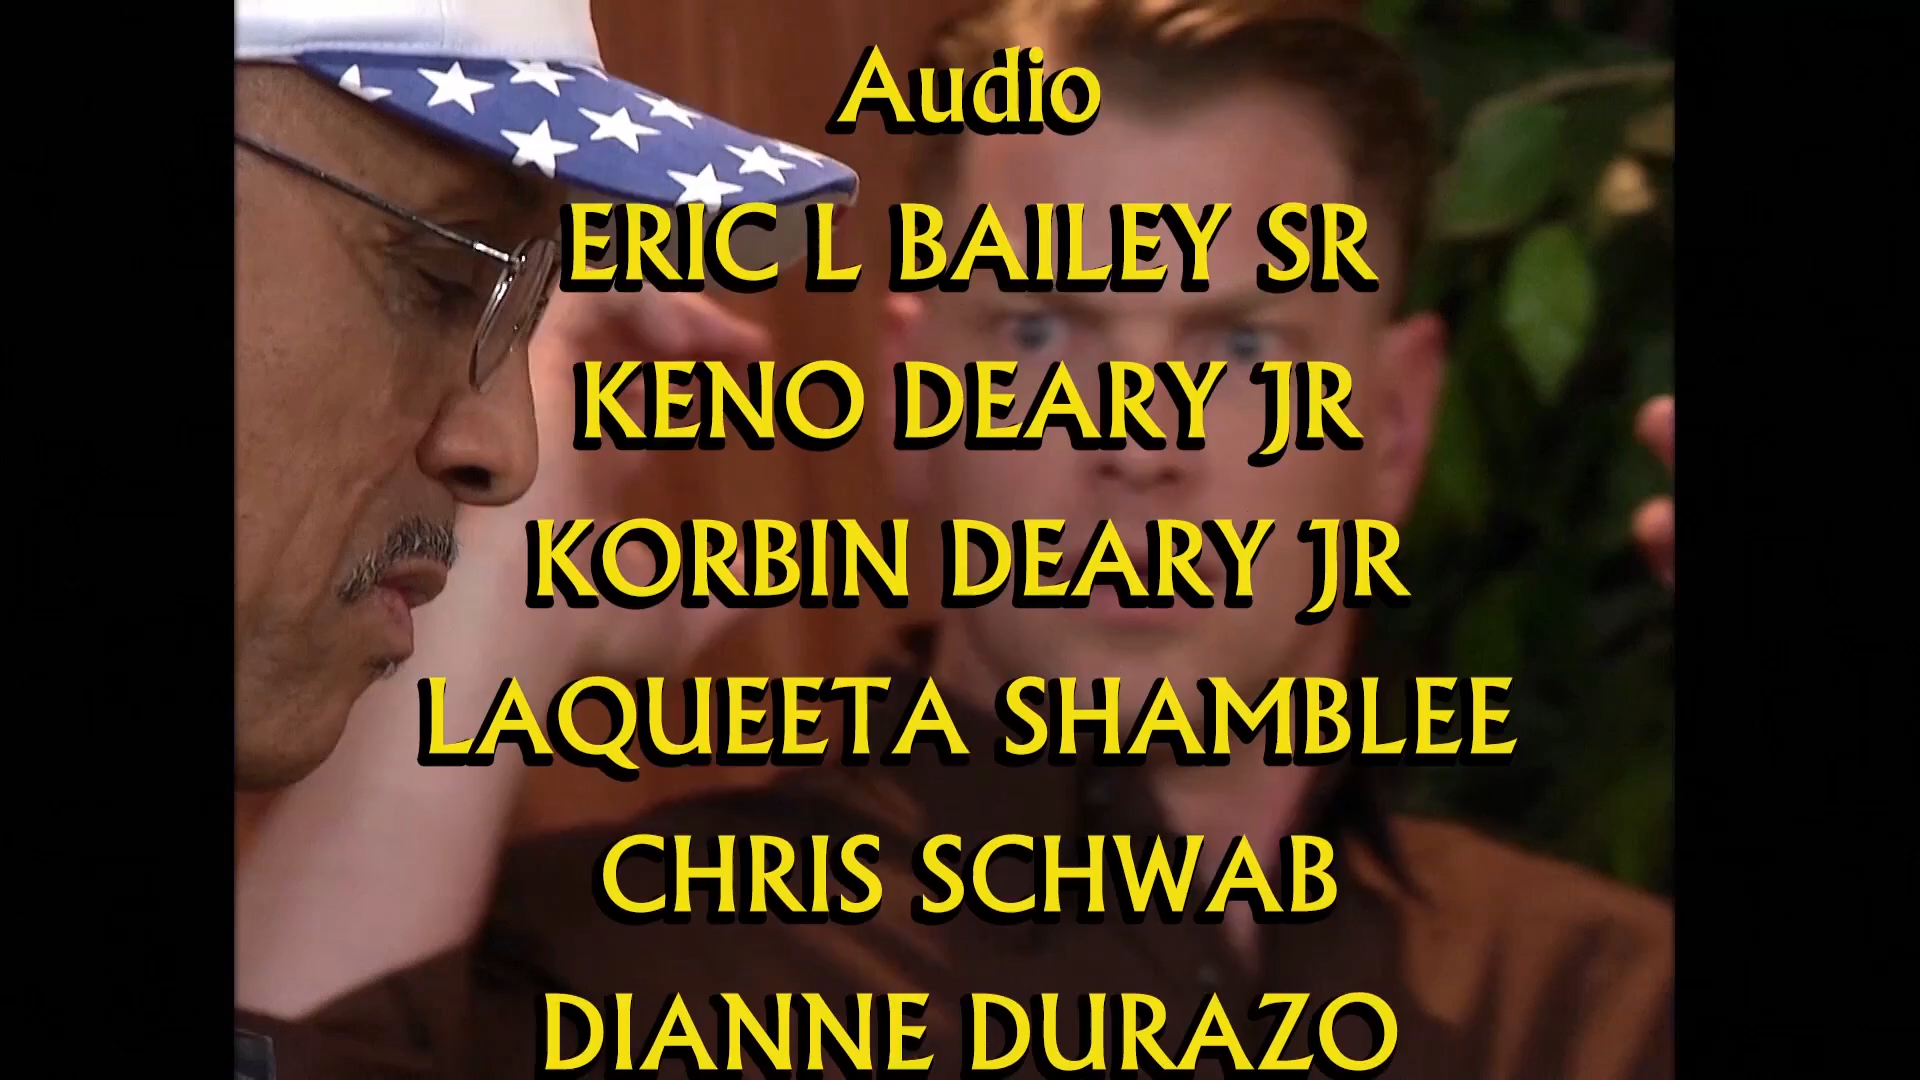 Audio
ERIC L BAILEY SR
KENO DEARY JR
KORBIN DEARY JR
LAQUEETA SHAMBLEE
CHRIS SCHWAB
DIANNE DURAZO